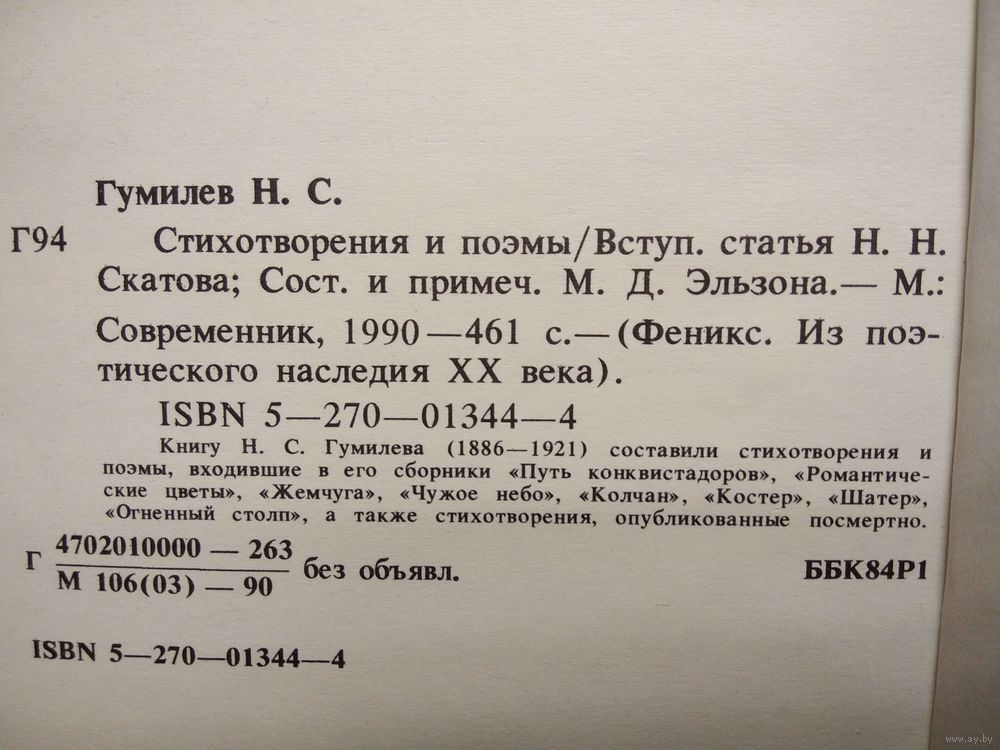 Гумилев Н. С.
Г94 Стихотворения и поэмы/Вступ. статья Н. Н.
Скатова; Сост. и примеч. М. Д. Эльзона.— М.:
Современник, 1990—461 с.—(Феникс. Из поэ-
тического наследия XX века).
ISBN 5—270—01344—4
Книгу Н. С. Гумилева (1886—1921) составили стихотворения и
поэмы, входившие в его сборники «Путь конквистадоров», «Романтиче-
ские цветы», «Жемчуга», «Чужое небо», «Колчан», «Костер», «Шатер»,
«Огненный столп», а также стихотворения, опубликованные посмертно.
Г 4702010000 — 263
М 106(03) — 90 без объявл. ББК84Р1
ISBN 5—270—01344—4
www.ay.by